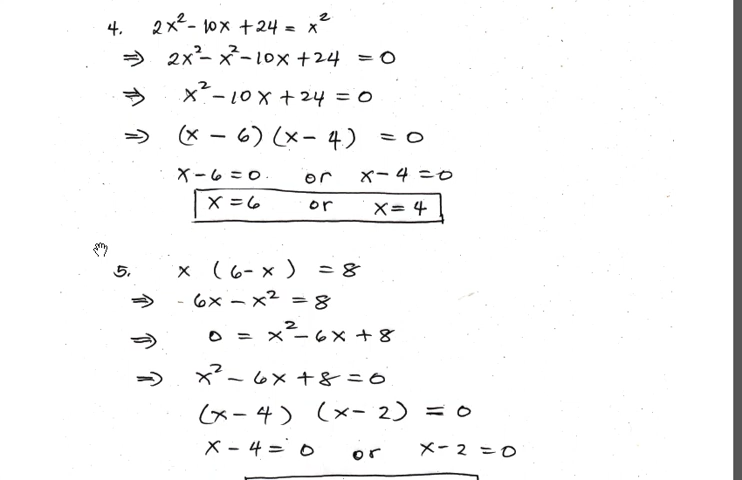 4. 2x² - 10x + 24 = x²
⇒ 2x² - x² - 10x + 24 = 0
⇒ x² - 10x + 24 = 0
⇒ (x - 6) (x - 4) = 0
x - 6 = 0. or x - 4 = 0
x = 6 or x = 4
5. x (6 - x) = 8
⇒ 6x - x² = 8
⇒ 0 = x² - 6x + 8
⇒ x² - 6x + 8 = 0
(x - 4) (x - 2) = 0
x - 4 = 0 or x - 2 = 0